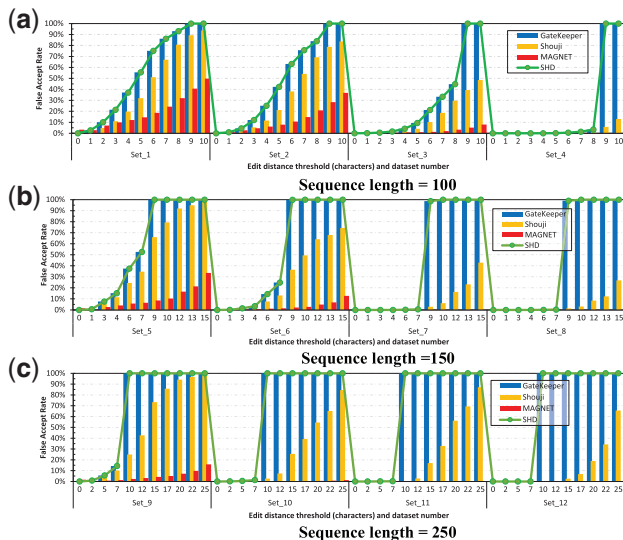 (a)
False Accept Rate
100%
90%
80%
70%
60%
50%
40%
30%
20%
10%
0%
GateKeeper
Shouji
MAGNET
SHD
0 1 2 3 4 5 6 7 8 9 10 0 1 2 3 4 5 6 7 8 9 10 0 1 2 3 4 5 6 7 8 9 10 0 1 2 3 4 5 6 7 8 9 10
Set_1 Set_2 Set_3 Set_4
Edit distance threshold (characters) and dataset number
Sequence length = 100
(b)
False Accept Rate
100%
90%
80%
70%
60%
50%
40%
30%
20%
10%
0%
GateKeeper
Shouji
MAGNET
SHD
0 1 3 4 6 7 9 10 12 13 15 0 1 3 4 6 7 9 10 12 13 15 0 1 3 4 6 7 9 10 12 13 15 0 1 3 4 6 7 9 10 12 13 15
Set_5 Set_6 Set_7 Set_8
Edit distance threshold (characters) and dataset number
Sequence length =150
(c)
False Accept Rate
100%
90%
80%
70%
60%
50%
40%
30%
20%
10%
0%
GateKeeper
Shouji
MAGNET
SHD
0 2 5 7 10 12 15 17 20 22 25 0 2 5 7 10 12 15 17 20 22 25 0 2 5 7 10 12 15 17 20 22 25 0 2 5 7 10 12 15 17 20 22 25
Set_9 Set_10 Set_11 Set_12
Edit distance threshold (characters) and dataset number
Sequence length = 250